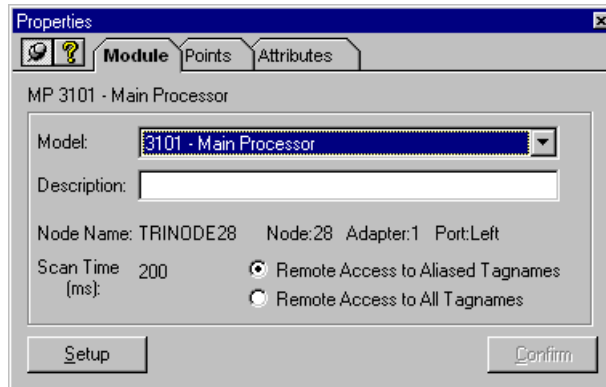 Properties
Module Points Attributes
MP 3101 - Main Processor
Model: 3101 - Main Processor
Description:
Node Name: TRINODE28 Node:28 Adapter:1 Port:Left
Scan Time (ms): 200
Remote Access to Aliased Tagnames
Remote Access to All Tagnames
Setup Confirm